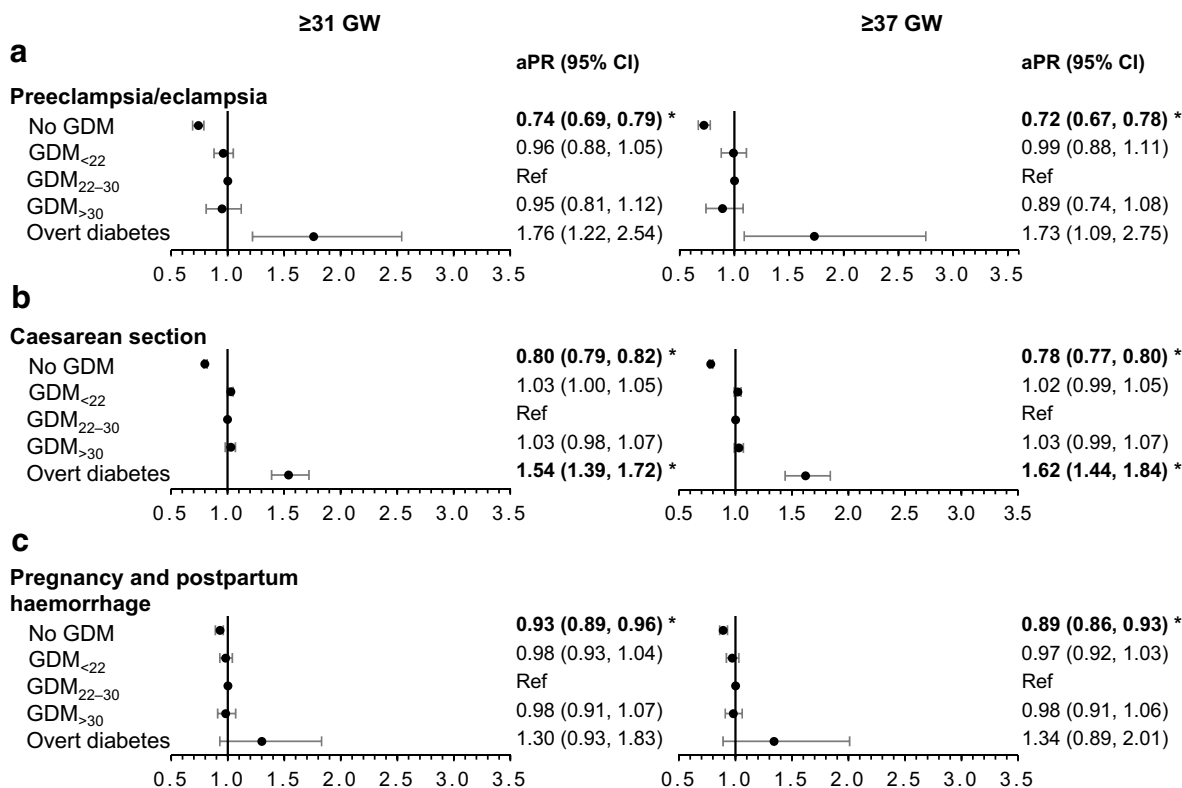 ≥31 GW ≥37 GW
a
aPR (95% CI) aPR (95% CI)
Preeclampsia/eclampsia
No GDM 0.74 (0.69, 0.79) * 0.72 (0.67, 0.78) *
GDM<22 0.96 (0.88, 1.05) 0.99 (0.88, 1.11)
GDM22–30 Ref Ref
GDM>30 0.95 (0.81, 1.12) 0.89 (0.74, 1.08)
Overt diabetes 1.76 (1.22, 2.54) 1.73 (1.09, 2.75)
0.5 1.0 1.5 2.0 2.5 3.0 3.5 0.5 1.0 1.5 2.0 2.5 3.0 3.5
b
Caesarean section
No GDM 0.80 (0.79, 0.82) * 0.78 (0.77, 0.80) *
GDM<22 1.03 (1.00, 1.05) 1.02 (0.99, 1.05)
GDM22–30 Ref Ref
GDM>30 1.03 (0.98, 1.07) 1.03 (0.99, 1.07)
Overt diabetes 1.54 (1.39, 1.72) * 1.62 (1.44, 1.84) *
0.5 1.0 1.5 2.0 2.5 3.0 3.5 0.5 1.0 1.5 2.0 2.5 3.0 3.5
c
Pregnancy and postpartum
haemorrhage
No GDM 0.93 (0.89, 0.96) * 0.89 (0.86, 0.93) *
GDM<22 0.98 (0.93, 1.04) 0.97 (0.92, 1.03)
GDM22–30 Ref Ref
GDM>30 0.98 (0.91, 1.07) 0.98 (0.91, 1.06)
Overt diabetes 1.30 (0.93, 1.83) 1.34 (0.89, 2.01)
0.5 1.0 1.5 2.0 2.5 3.0 3.5 0.5 1.0 1.5 2.0 2.5 3.0 3.5